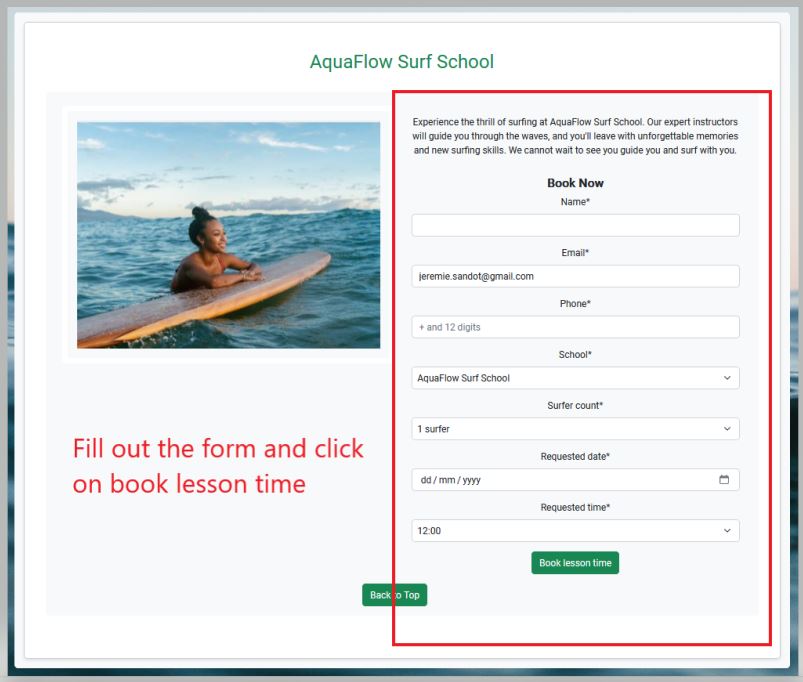 AquaFlow Surf School
Experience the thrill of surfing at AquaFlow Surf School. Our expert instructors
will guide you through the waves, and you'll leave with unforgettable memories
and new surfing skills. We cannot wait to see you guide you and surf with you.
Book Now
Name*
Email*
jeremie.sandot@gmail.com
Phone*
+ and 12 digits
School*
AquaFlow Surf School
Surfer count*
1 surfer
Requested date*
dd / mm / yyyy
Requested time*
12:00
Book lesson time
Back to Top
Fill out the form and click
on book lesson time